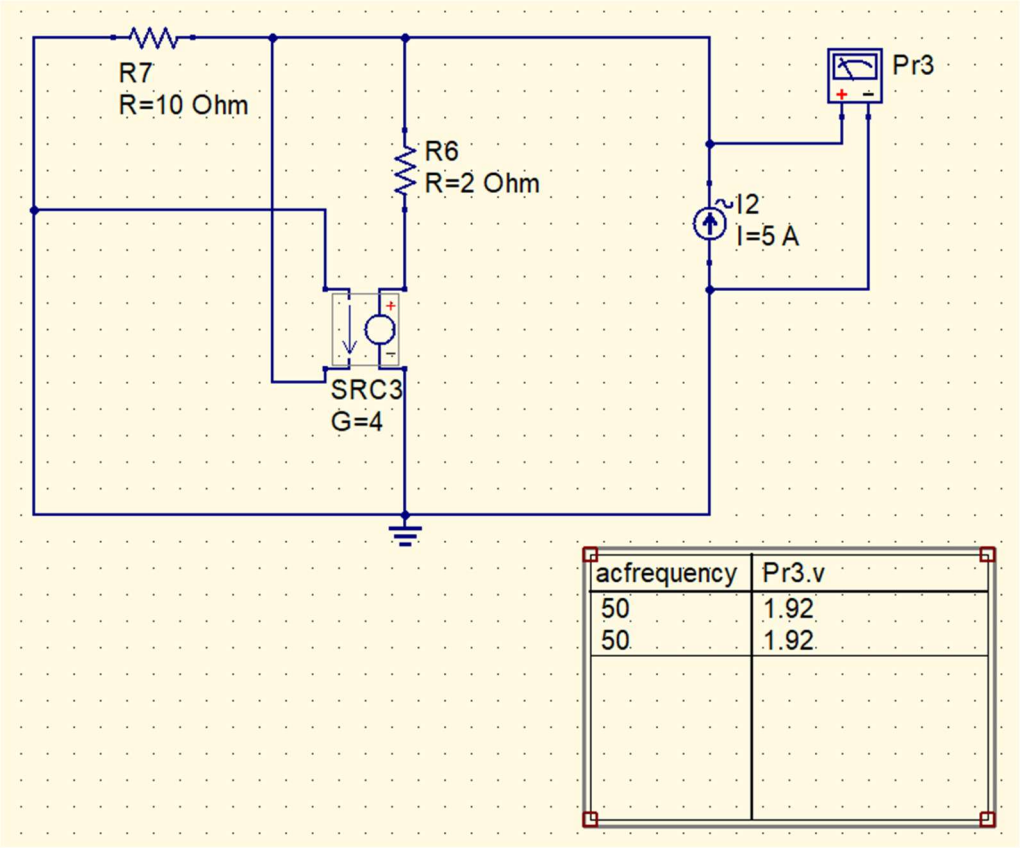 R7
R=10 Ohm
Pr3
+ −
R6
R=2 Ohm
~I2
I=5 A
+
−
SRC3
G=4
acfrequency Pr3.v
50 1.92
50 1.92